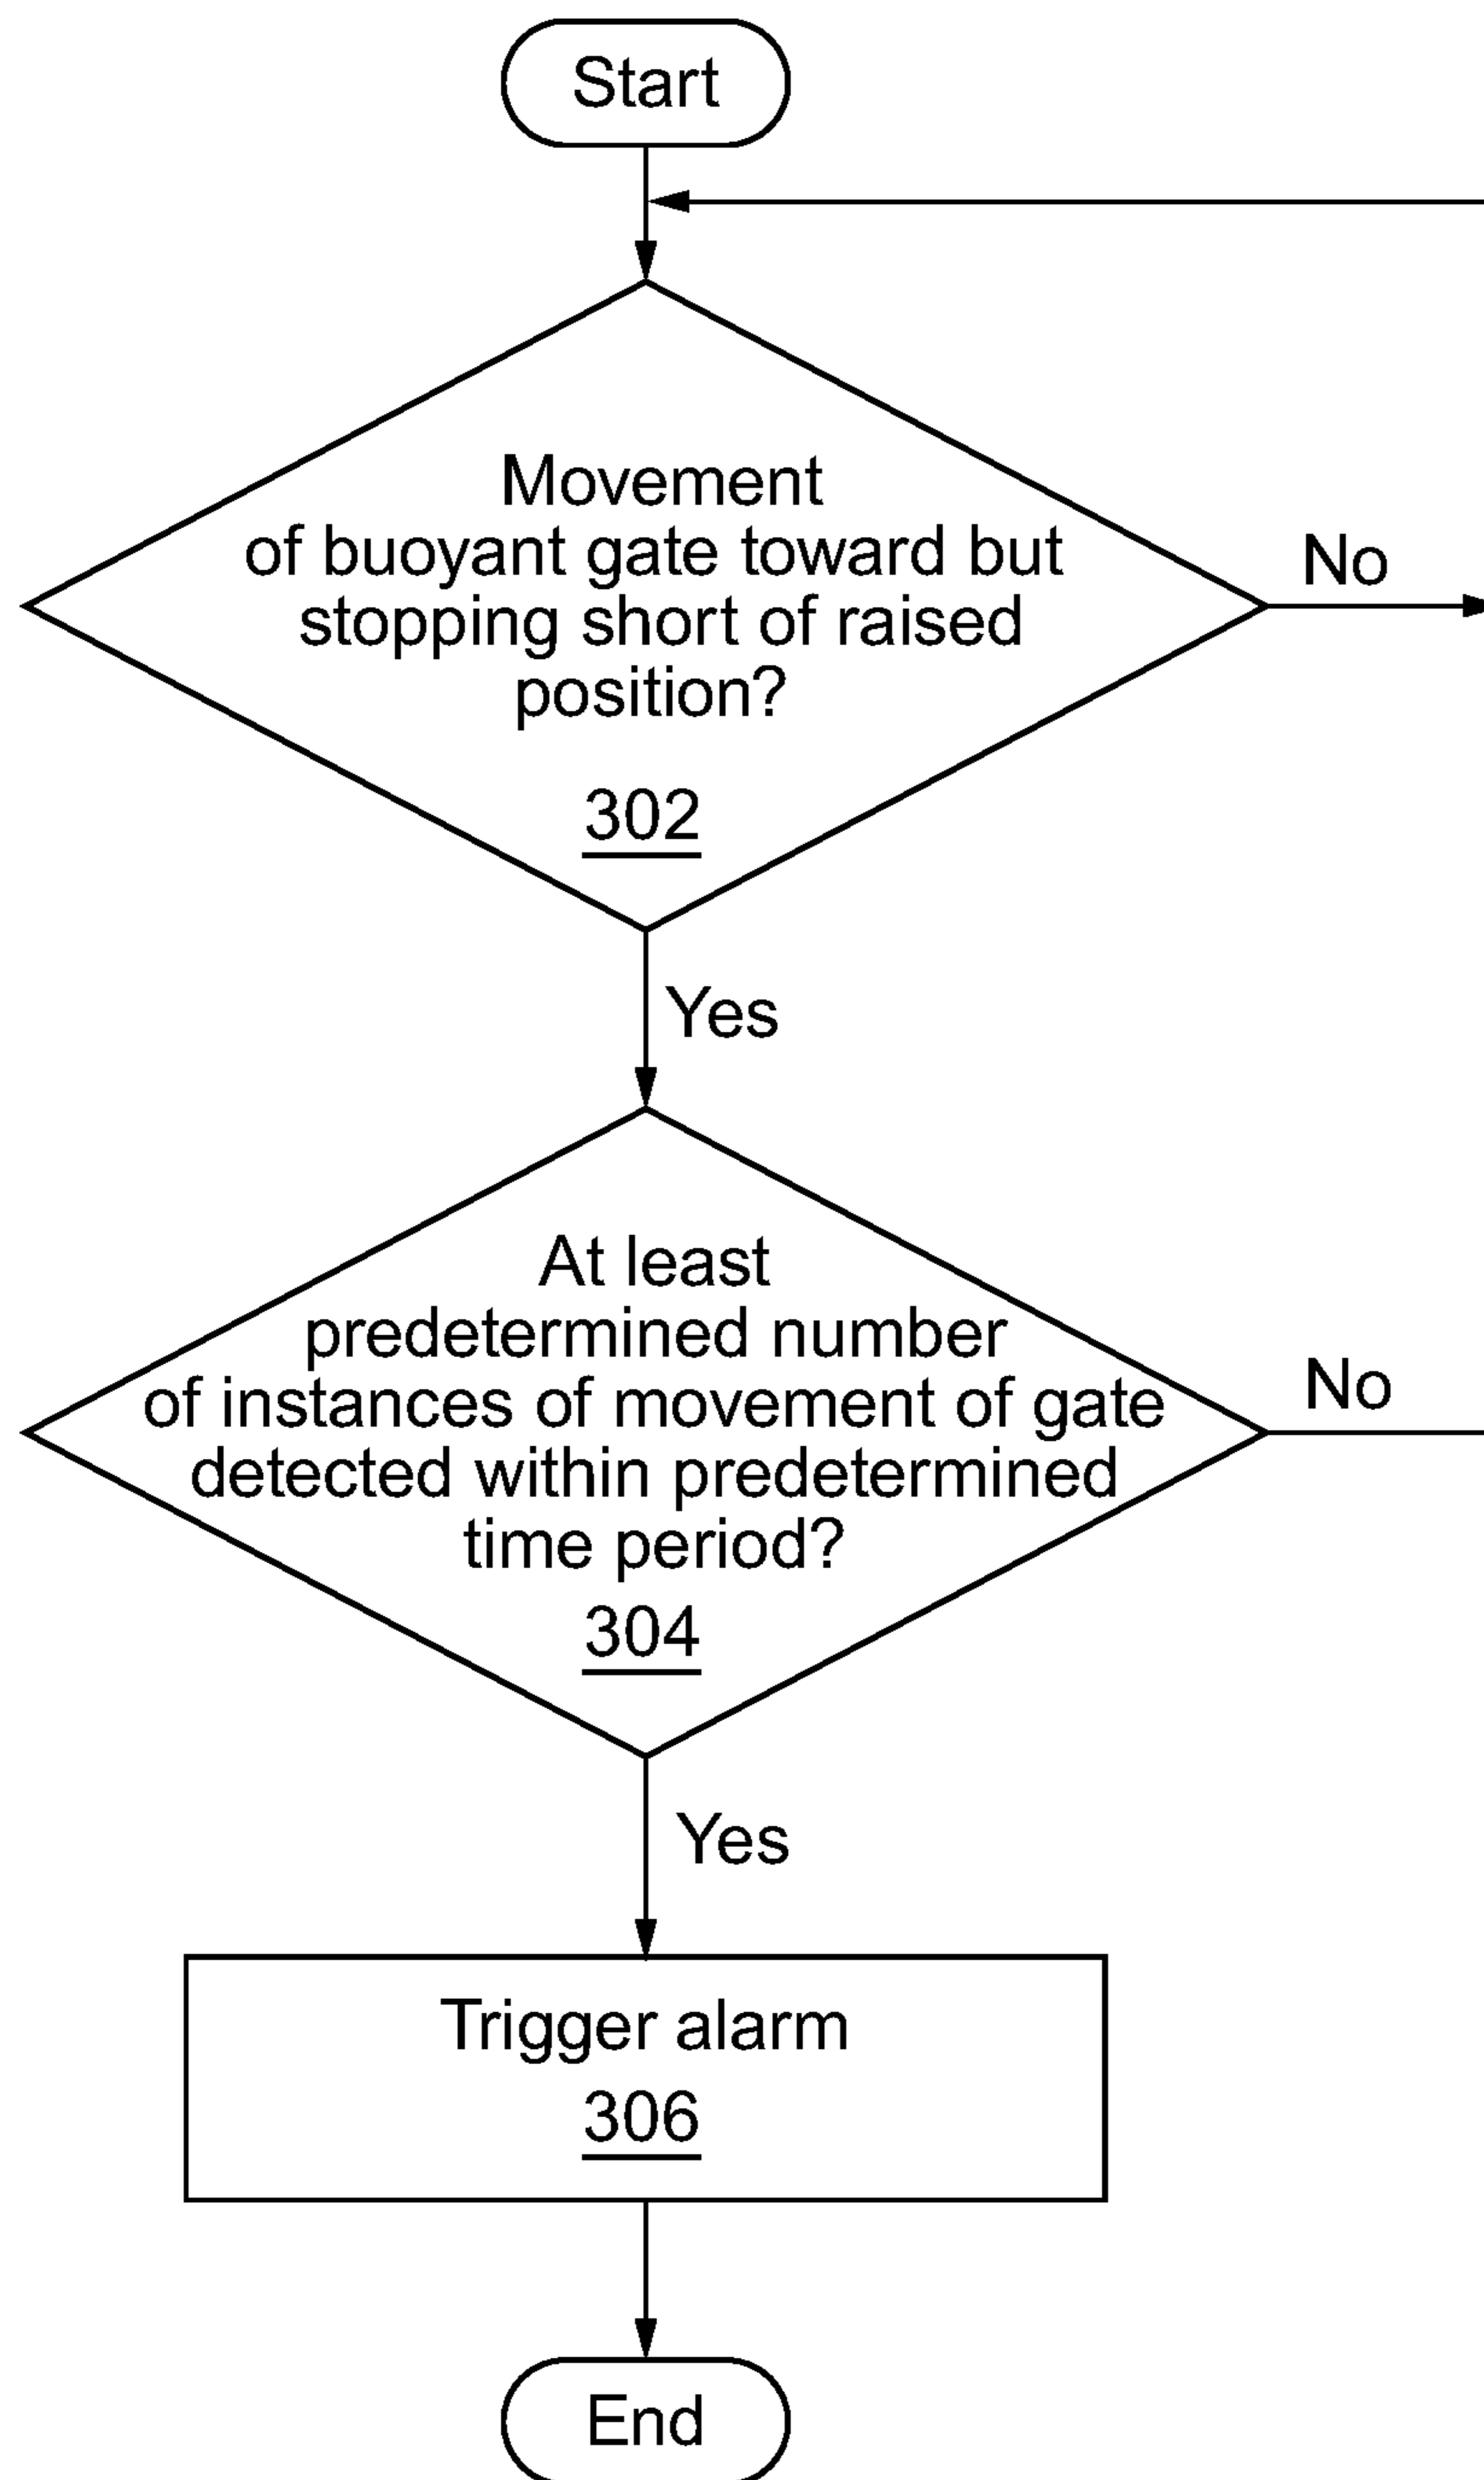 Start
Movement
of buoyant gate toward but
stopping short of raised
position?
302
No
Yes
At least
predetermined number
of instances of movement of gate
detected within predetermined
time period?
304
No
Yes
Trigger alarm
306
End